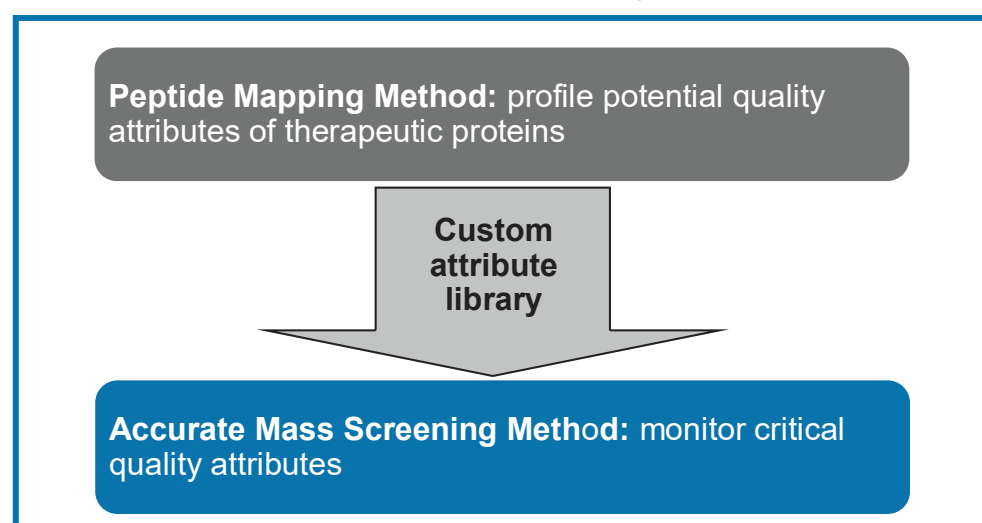 Peptide Mapping Method: profile potential quality
attributes of therapeutic proteins
Custom
attribute
library
Accurate Mass Screening Method: monitor critical
quality attributes